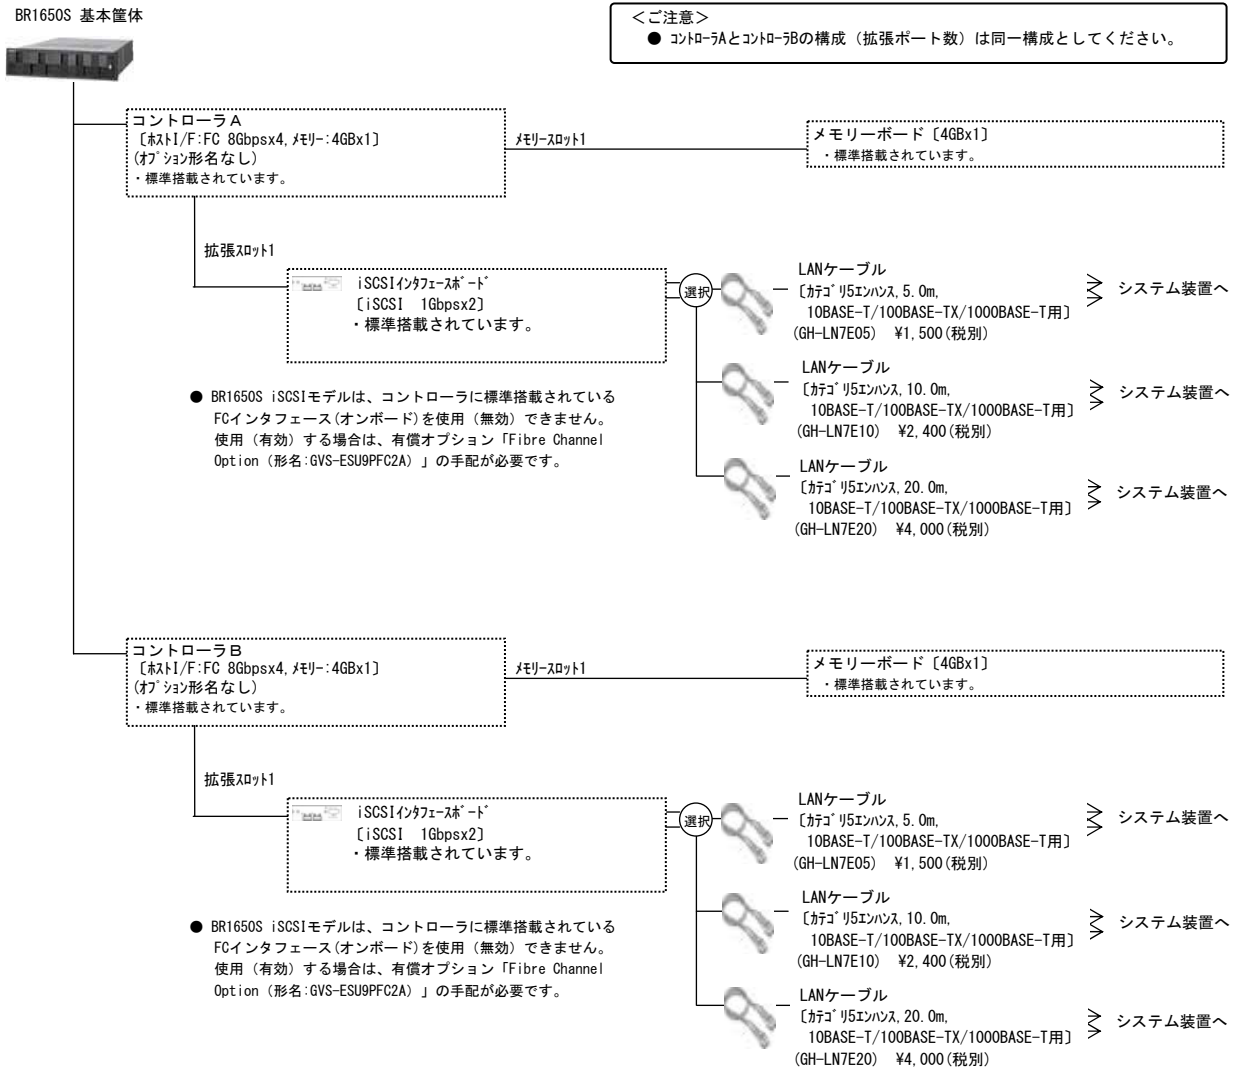 BR1650S 基本筐体
＜ご注意＞
● ｺﾝﾄﾛｰﾗAとｺﾝﾄﾛｰﾗBの構成（拡張ポート数）は同一構成としてください。
コントローラA
〔ﾎｽﾄI/F:FC 8Gbpsx4,ﾒﾓﾘｰ:4GBx1〕
(ｵﾌﾟｼｮﾝ形名なし)
・標準搭載されています。
ﾒﾓﾘｰｽﾛｯﾄ1
メモリーボード〔4GBx1〕
・標準搭載されています。
拡張ｽﾛｯﾄ1
iSCSIｲﾝﾀﾌｪｰｽﾎﾞｰﾄﾞ
〔iSCSI 1Gbpsx2〕
・標準搭載されています。
選択
LANケーブル
〔ｶﾃｺﾞﾘ5ｴﾝﾊﾝｽ,5.0m,
10BASE-T/100BASE-TX/1000BASE-T用〕
(GH-LN7E05) ¥1,500(税別)
システム装置へ
LANケーブル
〔ｶﾃｺﾞﾘ5ｴﾝﾊﾝｽ,10.0m,
10BASE-T/100BASE-TX/1000BASE-T用〕
(GH-LN7E10) ¥2,400(税別)
システム装置へ
● BR1650S iSCSIモデルは、コントローラに標準搭載されている
FCインタフェース(オンボード)を使用（無効）できません。
使用（有効）する場合は、有償オプション「Fibre Channel
Option（形名:GVS-ESU9PFC2A）」の手配が必要です。
LANケーブル
〔ｶﾃｺﾞﾘ5ｴﾝﾊﾝｽ,20.0m,
10BASE-T/100BASE-TX/1000BASE-T用〕
(GH-LN7E20) ¥4,000(税別)
システム装置へ
コントローラB
〔ﾎｽﾄI/F:FC 8Gbpsx4,ﾒﾓﾘｰ:4GBx1〕
(ｵﾌﾟｼｮﾝ形名なし)
・標準搭載されています。
ﾒﾓﾘｰｽﾛｯﾄ1
メモリーボード〔4GBx1〕
・標準搭載されています。
拡張ｽﾛｯﾄ1
iSCSIｲﾝﾀﾌｪｰｽﾎﾞｰﾄﾞ
〔iSCSI 1Gbpsx2〕
・標準搭載されています。
選択
LANケーブル
〔ｶﾃｺﾞﾘ5ｴﾝﾊﾝｽ,5.0m,
10BASE-T/100BASE-TX/1000BASE-T用〕
(GH-LN7E05) ¥1,500(税別)
システム装置へ
LANケーブル
〔ｶﾃｺﾞﾘ5ｴﾝﾊﾝｽ,10.0m,
10BASE-T/100BASE-TX/1000BASE-T用〕
(GH-LN7E10) ¥2,400(税別)
システム装置へ
● BR1650S iSCSIモデルは、コントローラに標準搭載されている
FCインタフェース(オンボード)を使用（無効）できません。
使用（有効）する場合は、有償オプション「Fibre Channel
Option（形名:GVS-ESU9PFC2A）」の手配が必要です。
LANケーブル
〔ｶﾃｺﾞﾘ5ｴﾝﾊﾝｽ,20.0m,
10BASE-T/100BASE-TX/1000BASE-T用〕
(GH-LN7E20) ¥4,000(税別)
システム装置へ